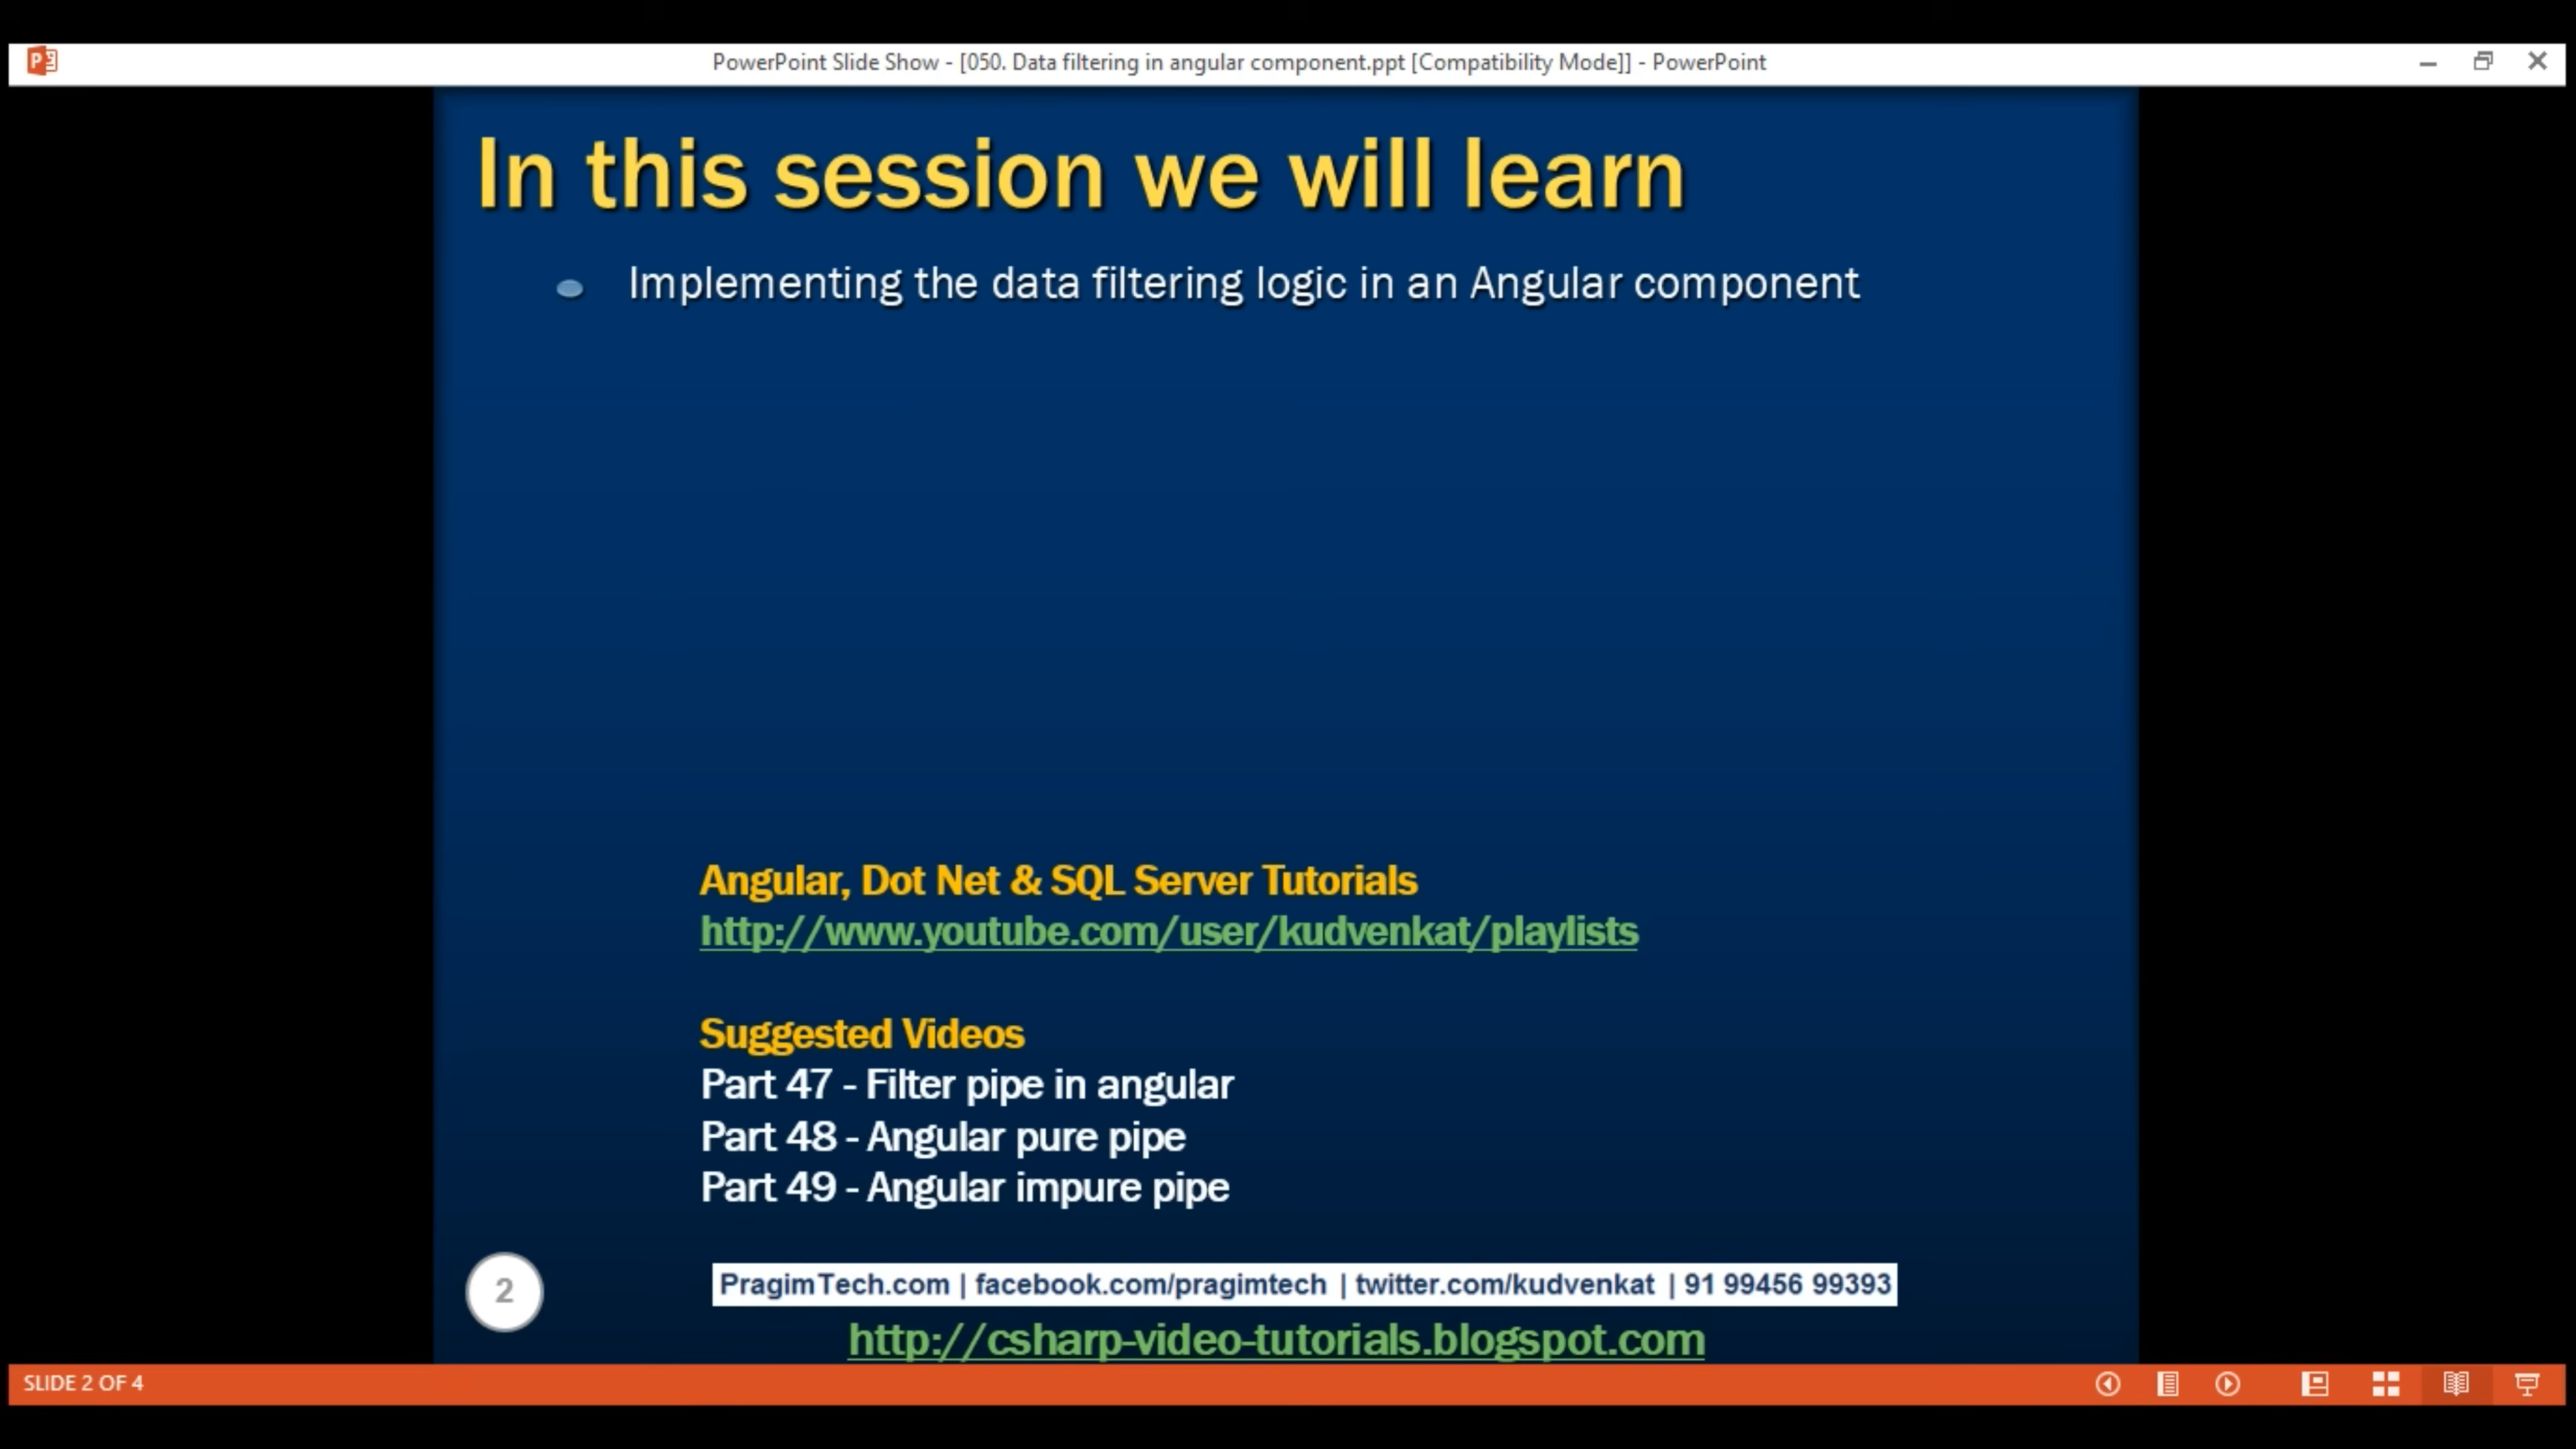 PowerPoint Slide Show - [050. Data filtering in angular component.ppt [Compatibility Mode]] - PowerPoint
In this session we will learn
Implementing the data filtering logic in an Angular component
Angular, Dot Net & SQL Server Tutorials
http://www.youtube.com/user/kudvenkat/playlists
Suggested Videos
Part 47 - Filter pipe in angular
Part 48 - Angular pure pipe
Part 49 - Angular impure pipe
2
PragimTech.com | facebook.com/pragimtech | twitter.com/kudvenkat | 91 99456 99393
http://csharp-video-tutorials.blogspot.com
SLIDE 2 OF 4